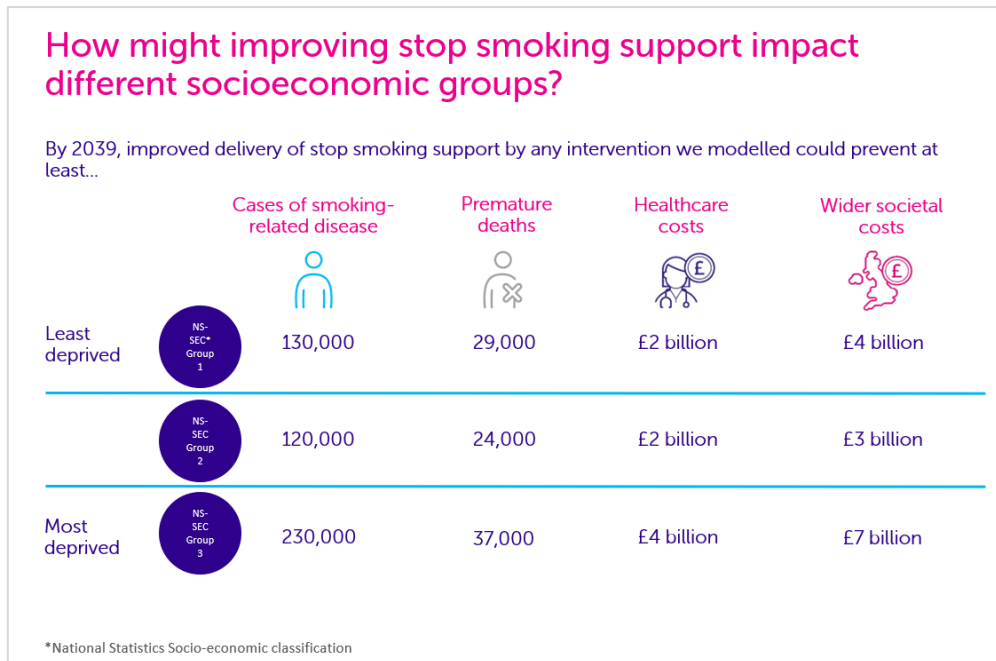 How might improving stop smoking support impact
different socioeconomic groups?
By 2039, improved delivery of stop smoking support by any intervention we modelled could prevent at
least...
Cases of smoking-
related disease
Premature
deaths
Healthcare
costs
Wider societal
costs
£
£
Least
deprived
NS-
SEC*
Group
1
130,000
29,000
£2 billion
£4 billion
NS-
SEC
Group
2
120,000
24,000
£2 billion
£3 billion
Most
deprived
NS-
SEC
Group
3
230,000
37,000
£4 billion
£7 billion
*National Statistics Socio-economic classification